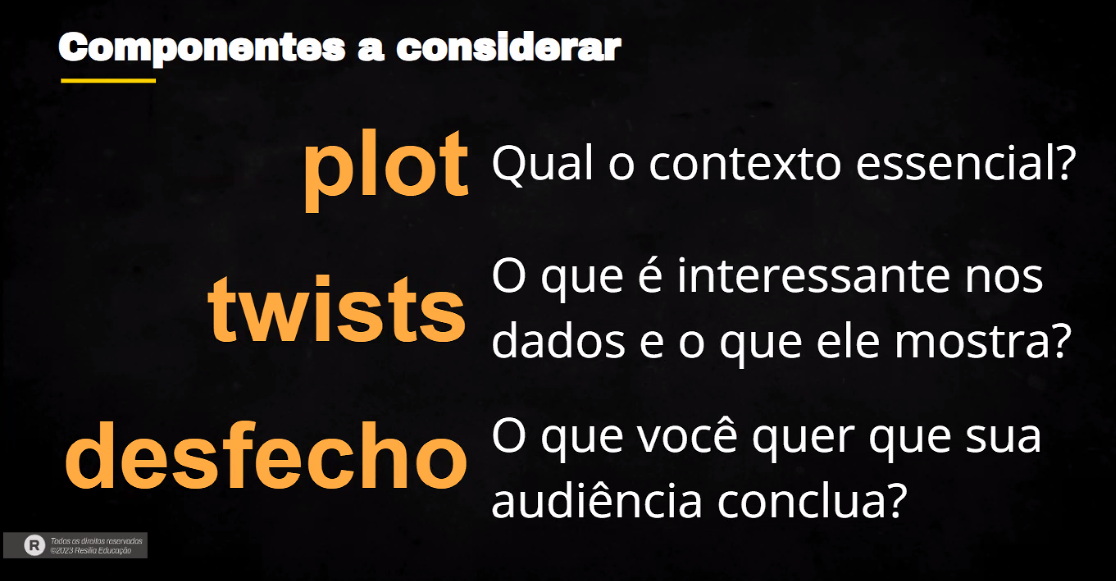 Componentes a considerar
plot Qual o contexto essencial?
twists O que é interessante nos
dados e o que ele mostra?
desfecho O que você quer que sua
audiência conclua?
R Todos os direitos reservados
©2023 Resilia Educação